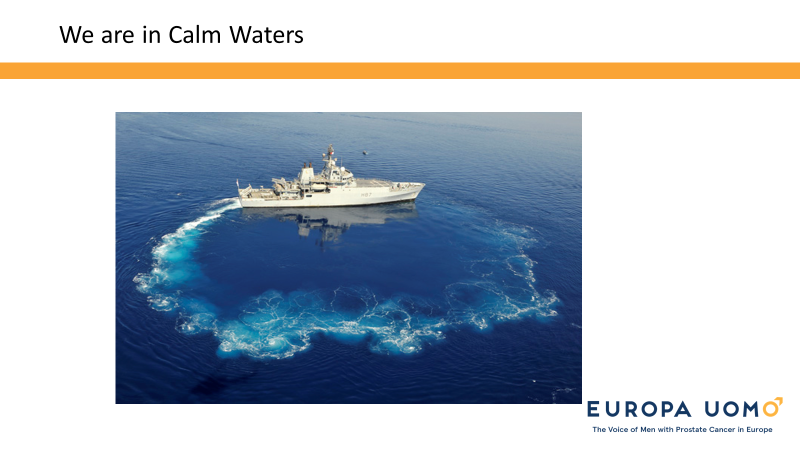 We are in Calm Waters
EUROPA UOMO
The Voice of Men with Prostate Cancer in Europe